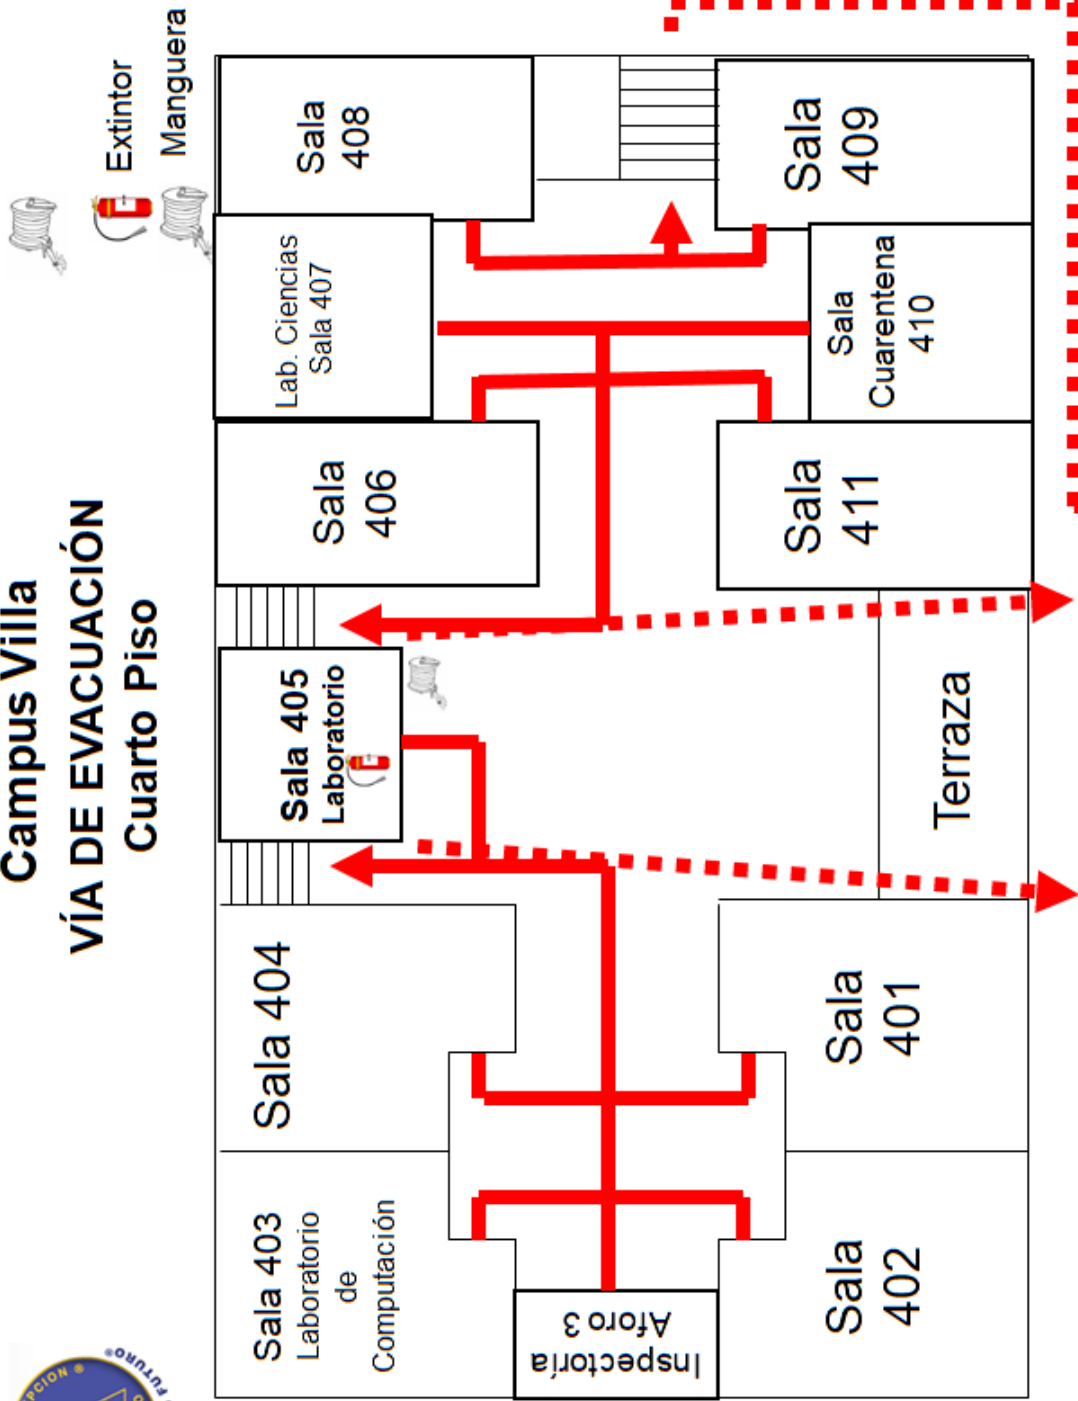 Campus Villa
VÍA DE EVACUACIÓN
Cuarto Piso
Extintor
Manguera
Sala
408
Lab. Ciencias
Sala 407
Sala
406
Sala 405
Laboratorio
Sala 404
Sala 403
Laboratorio
de
Computación
Inspectoría
Aforo 3
Sala
409
Sala
Cuarentena
410
Sala
411
Terraza
Sala
401
Sala
402
PCION ®
FUTURO®